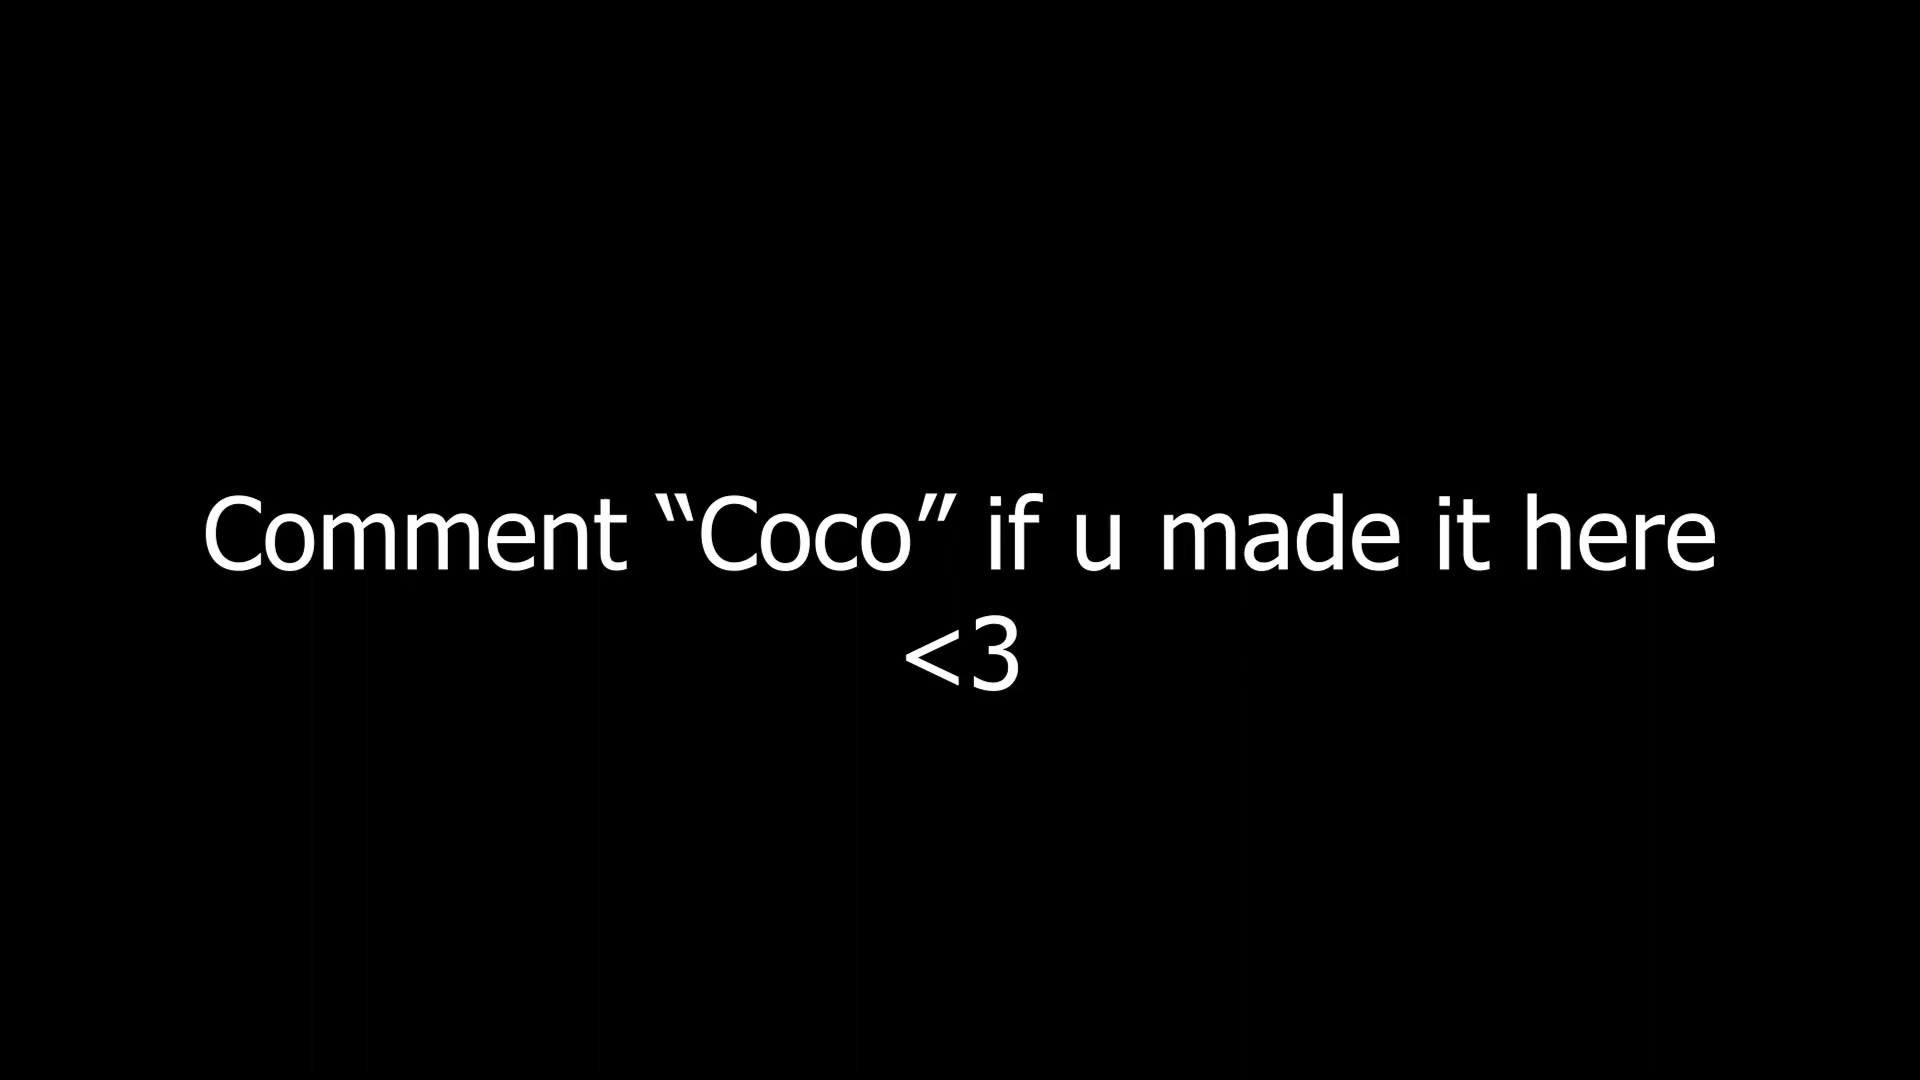 Comment “Coco” if u made it here
<3